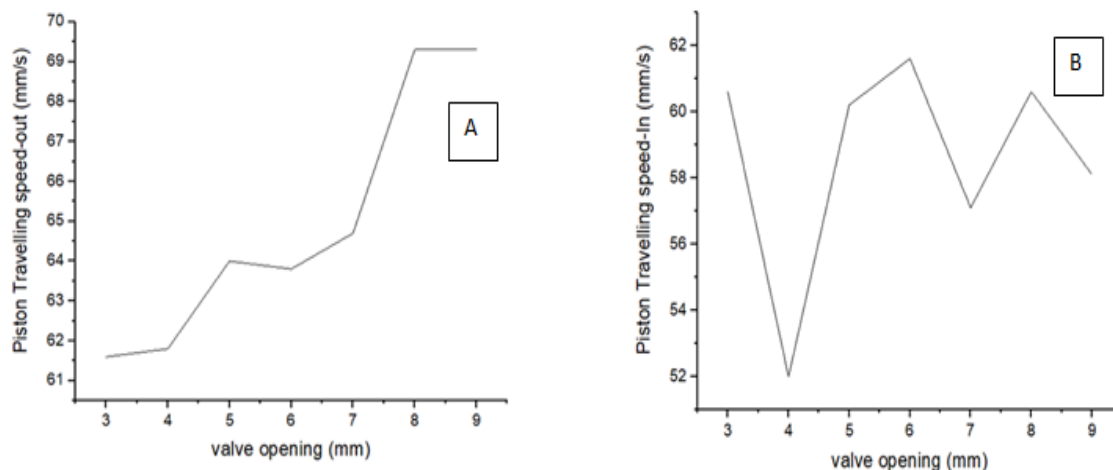 Piston Travelling speed-out (mm/s)
70
69
68
67
66
65
64
63
62
61
3 4 5 6 7 8 9
valve opening (mm)
A
Piston Travelling speed-In (mm/s)
62
60
58
56
54
52
3 4 5 6 7 8 9
valve opening (mm)
B